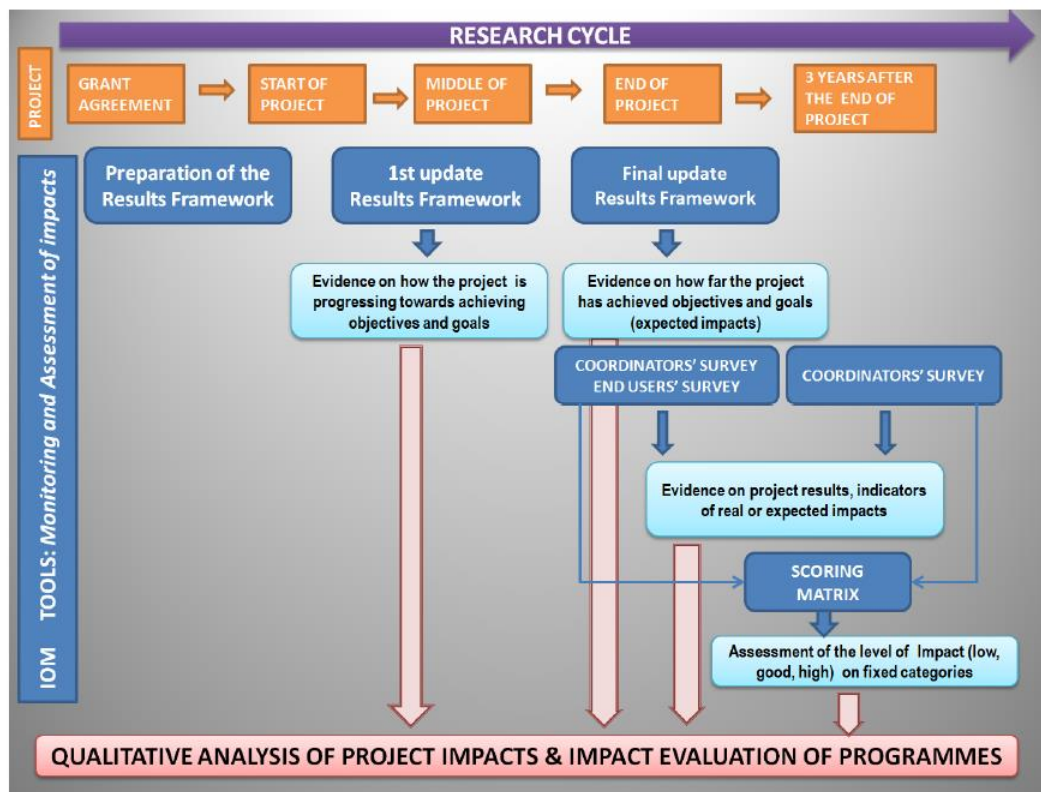 RESEARCH CYCLE
PROJECT
GRANT
AGREEMENT
START OF
PROJECT
MIDDLE OF
PROJECT
END OF
PROJECT
3 YEARS AFTER
THE END OF
PROJECT
IOM TOOLS: Monitoring and Assessment of impacts
Preparation of the
Results Framework
1st update
Results Framework
Final update
Results Framework
Evidence on how the project is
progressing towards achieving
objectives and goals
Evidence on how far the project
has achieved objectives and goals
(expected impacts)
COORDINATORS' SURVEY
END USERS' SURVEY
COORDINATORS' SURVEY
Evidence on project results, indicators
of real or expected impacts
SCORING
MATRIX
Assessment of the level of Impact (low,
good, high) on fixed categories
QUALITATIVE ANALYSIS OF PROJECT IMPACTS & IMPACT EVALUATION OF PROGRAMMES